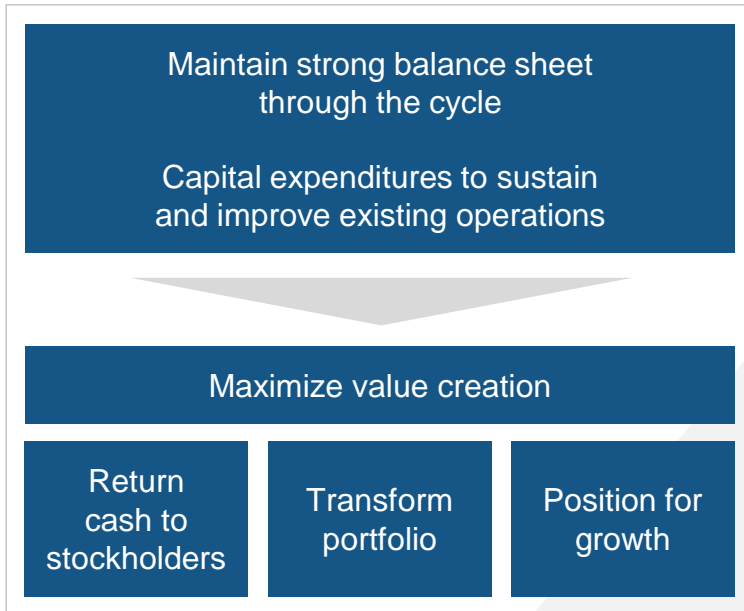 Maintain strong balance sheet
through the cycle
Capital expenditures to sustain
and improve existing operations
Maximize value creation
Return
cash to
stockholders
Transform
portfolio
Position for
growth